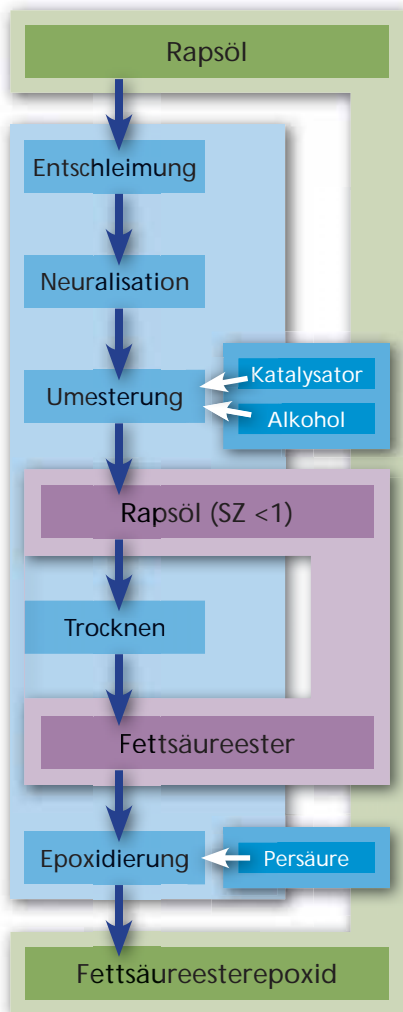 Rapsöl
Entschleimung
Neuralisation
Umesterung
Katalysator
Alkohol
Rapsöl (SZ <1)
Trocknen
Fettsäureester
Epoxidierung
Persäure
Fettsäureesterepoxid